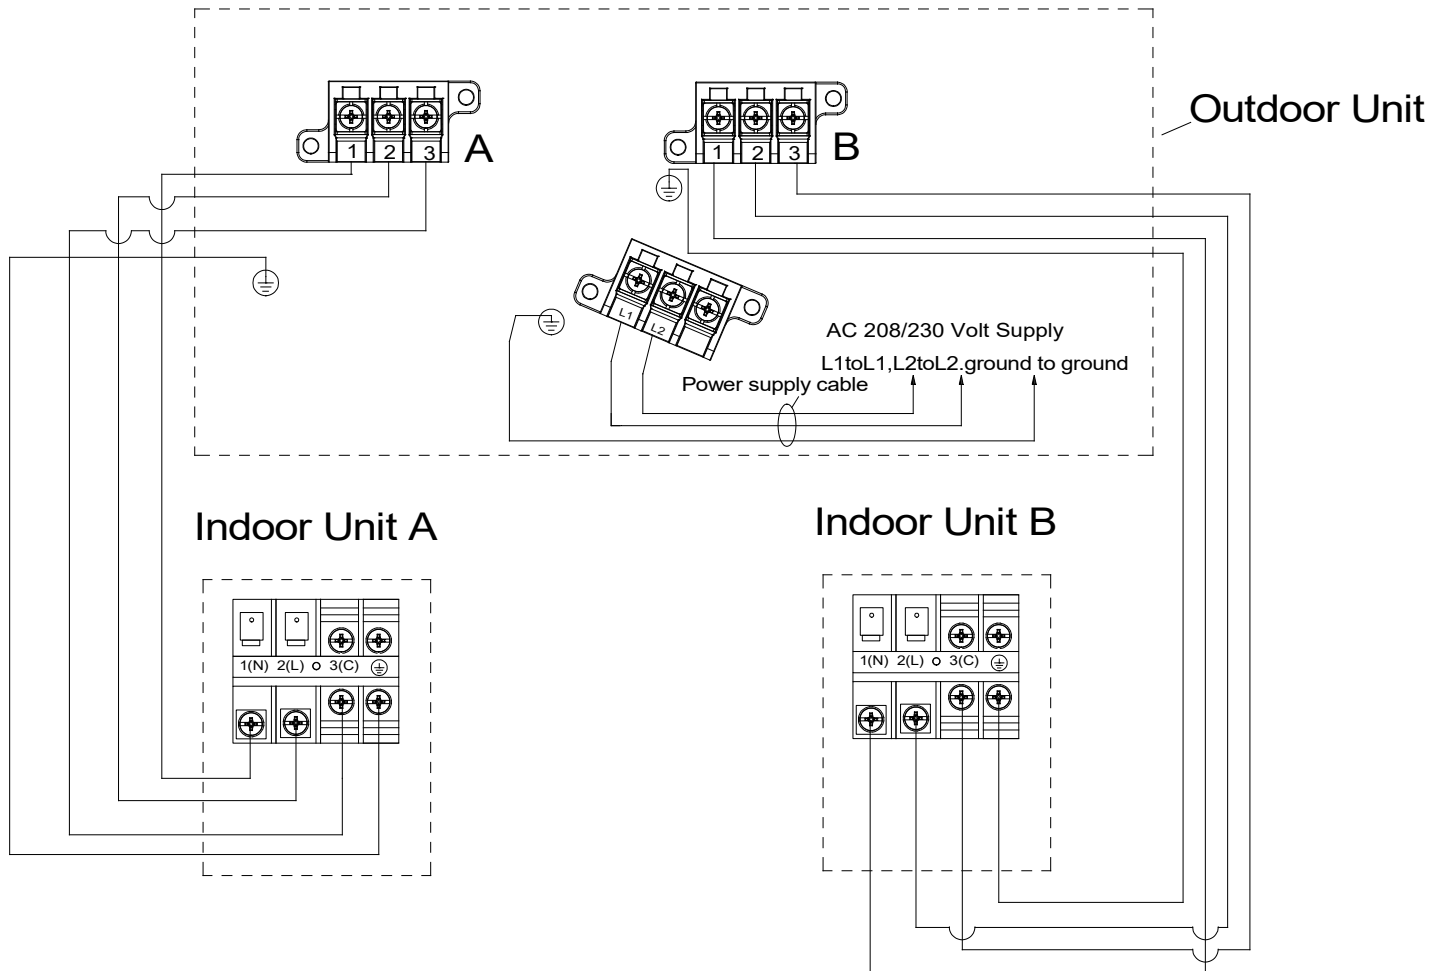 Outdoor Unit
1 2 3 A
1 2 3 B
L1 L2
AC 208/230 Volt Supply
L1toL1,L2toL2.ground to ground
Power supply cable
Indoor Unit A
Indoor Unit B
1(N) 2(L) 3(C)
1(N) 2(L) 3(C)